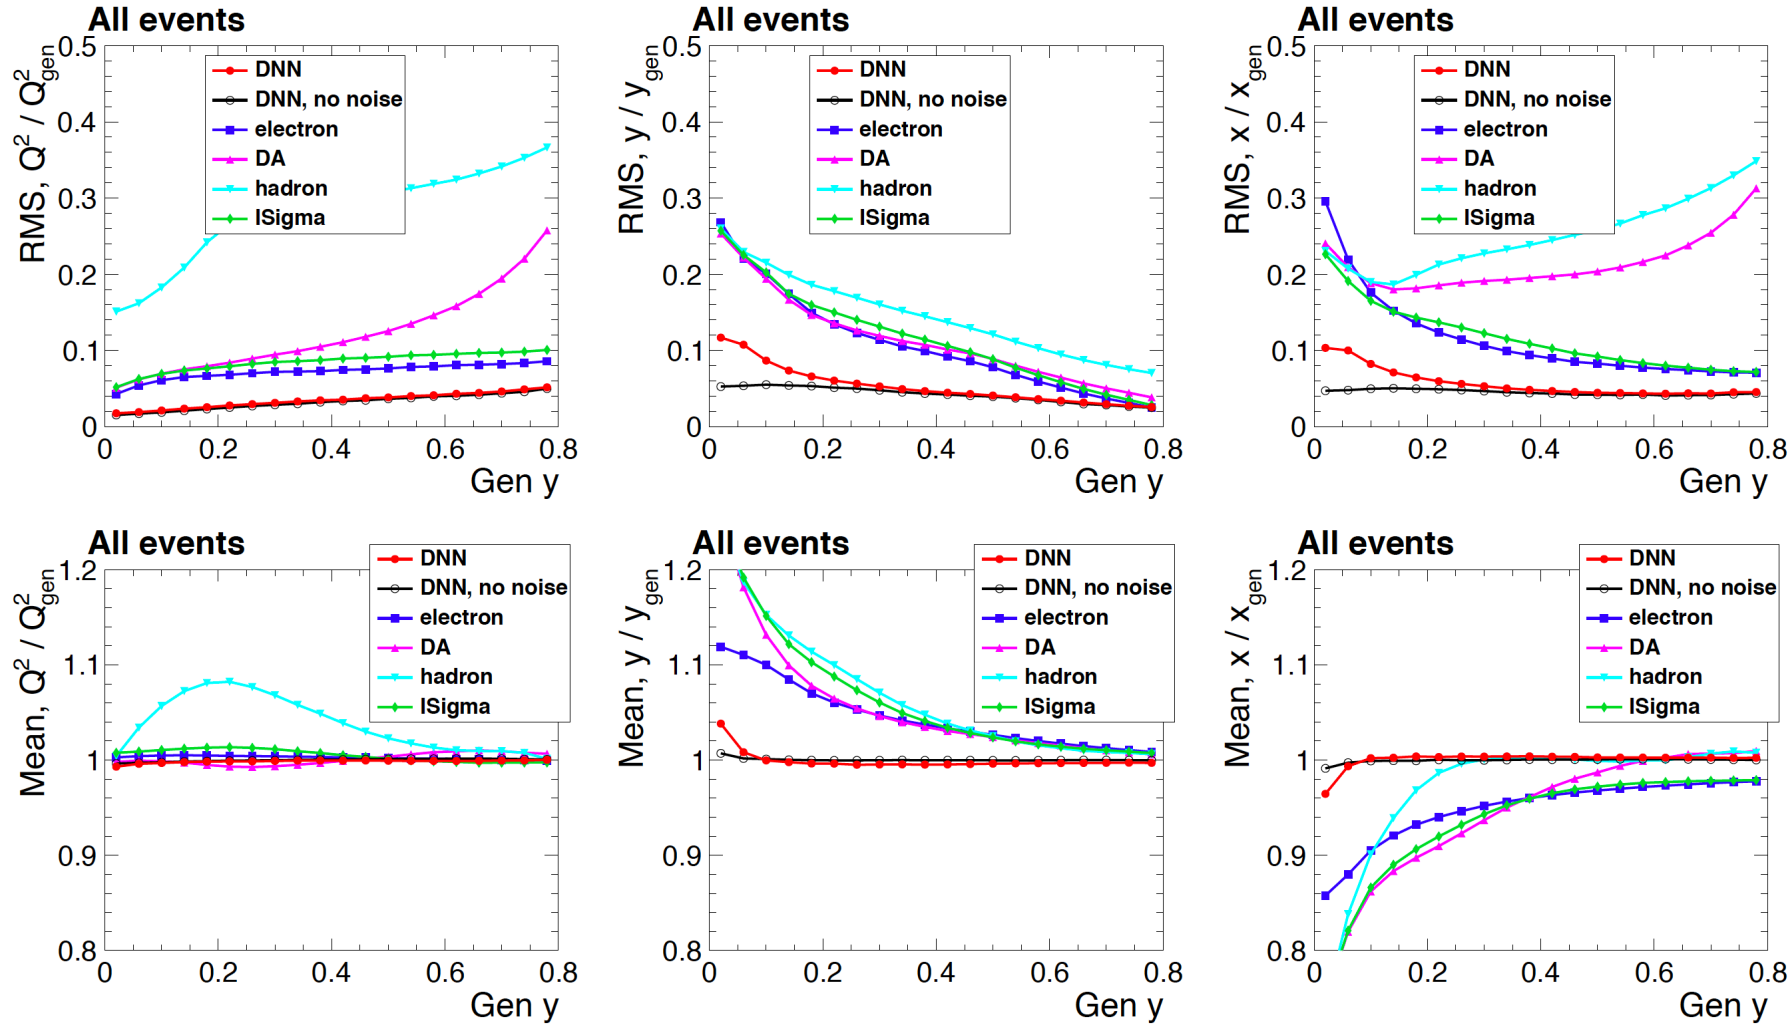 All events
RMS, Q² / Q²gen
0.5
0.4
0.3
0.2
0.1
0
DNN
DNN, no noise
electron
DA
hadron
ISigma
0 0.2 0.4 0.6 0.8
Gen y
All events
RMS, y / ygen
0.5
0.4
0.3
0.2
0.1
0
DNN
DNN, no noise
electron
DA
hadron
ISigma
0 0.2 0.4 0.6 0.8
Gen y
All events
RMS, x / xgen
0.5
0.4
0.3
0.2
0.1
0
DNN
DNN, no noise
electron
DA
hadron
ISigma
0 0.2 0.4 0.6 0.8
Gen y
All events
Mean, Q² / Q²gen
1.2
1.1
1
0.9
0.8
DNN
DNN, no noise
electron
DA
hadron
ISigma
0 0.2 0.4 0.6 0.8
Gen y
All events
Mean, y / ygen
1.2
1.1
1
0.9
0.8
DNN
DNN, no noise
electron
DA
hadron
ISigma
0 0.2 0.4 0.6 0.8
Gen y
All events
Mean, x / xgen
1.2
1.1
1
0.9
0.8
DNN
DNN, no noise
electron
DA
hadron
ISigma
0 0.2 0.4 0.6 0.8
Gen y